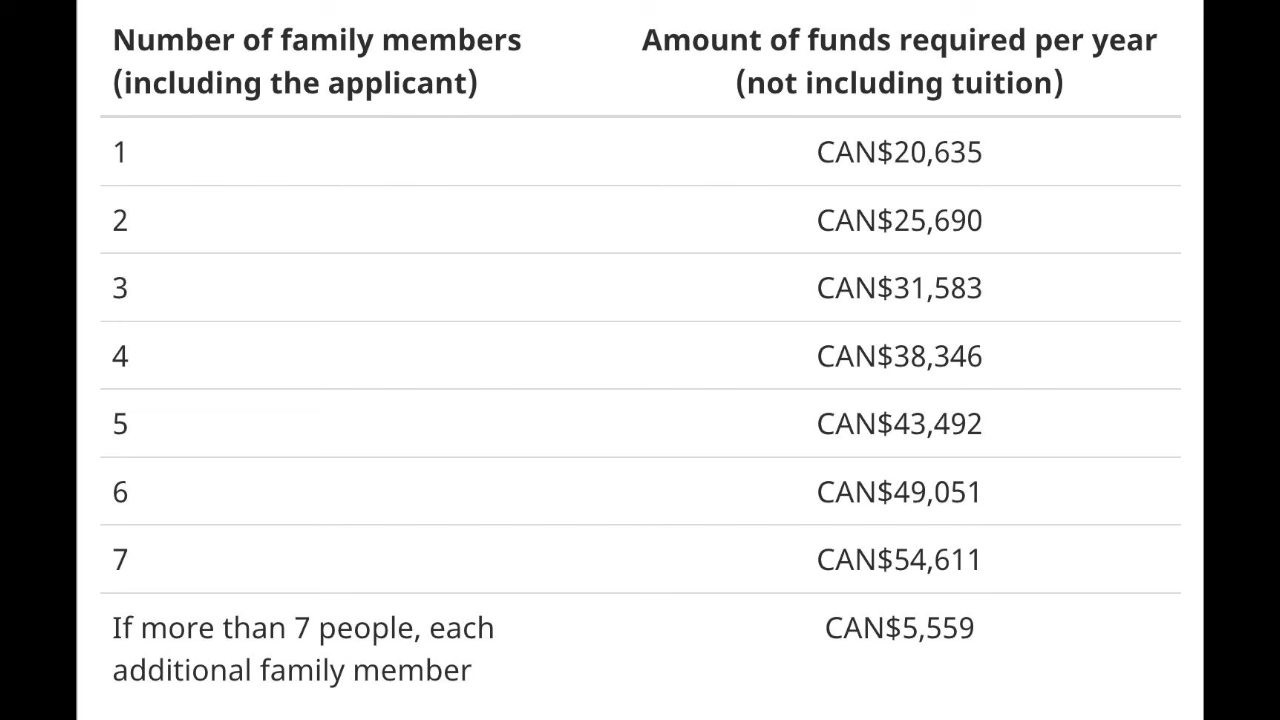 Number of family members Amount of funds required per year
(including the applicant) (not including tuition)
1 CAN$20,635
2 CAN$25,690
3 CAN$31,583
4 CAN$38,346
5 CAN$43,492
6 CAN$49,051
7 CAN$54,611
If more than 7 people, each CAN$5,559
additional family member